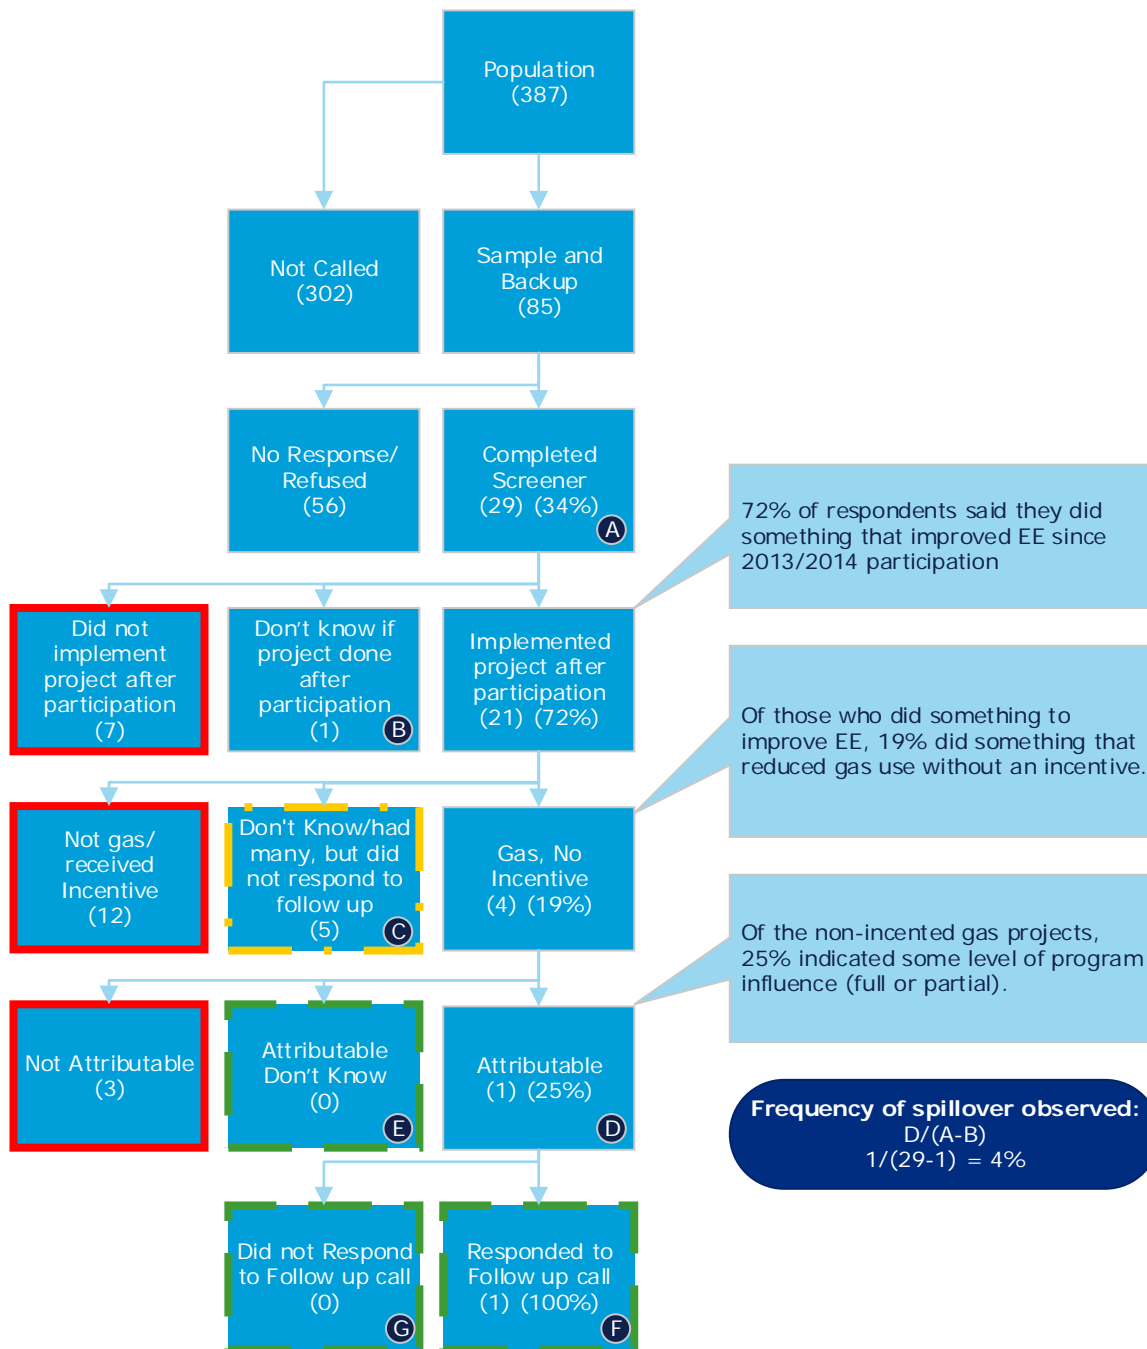 Population
(387)
Not Called
(302)
Sample and
Backup
(85)
No Response/
Refused
(56)
Completed
Screener
(29) (34%)
A
72% of respondents said they did
something that improved EE since
2013/2014 participation
Did not
implement
project after
participation
(7)
Don't know if
project done
after
participation
(1)
B
Implemented
project after
participation
(21) (72%)
Of those who did something to
improve EE, 19% did something that
reduced gas use without an incentive.
Not gas/
received
Incentive
(12)
Don't Know/had
many, but did
not respond to
follow up
(5)
C
Gas, No
Incentive
(4) (19%)
Of the non-incented gas projects,
25% indicated some level of program
influence (full or partial).
Not Attributable
(3)
Attributable
Don't Know
(0)
E
Attributable
(1) (25%)
D
Frequency of spillover observed:
D/(A-B)
1/(29-1) = 4%
Did not Respond
to Follow up call
(0)
G
Responded to
Follow up call
(1) (100%)
F